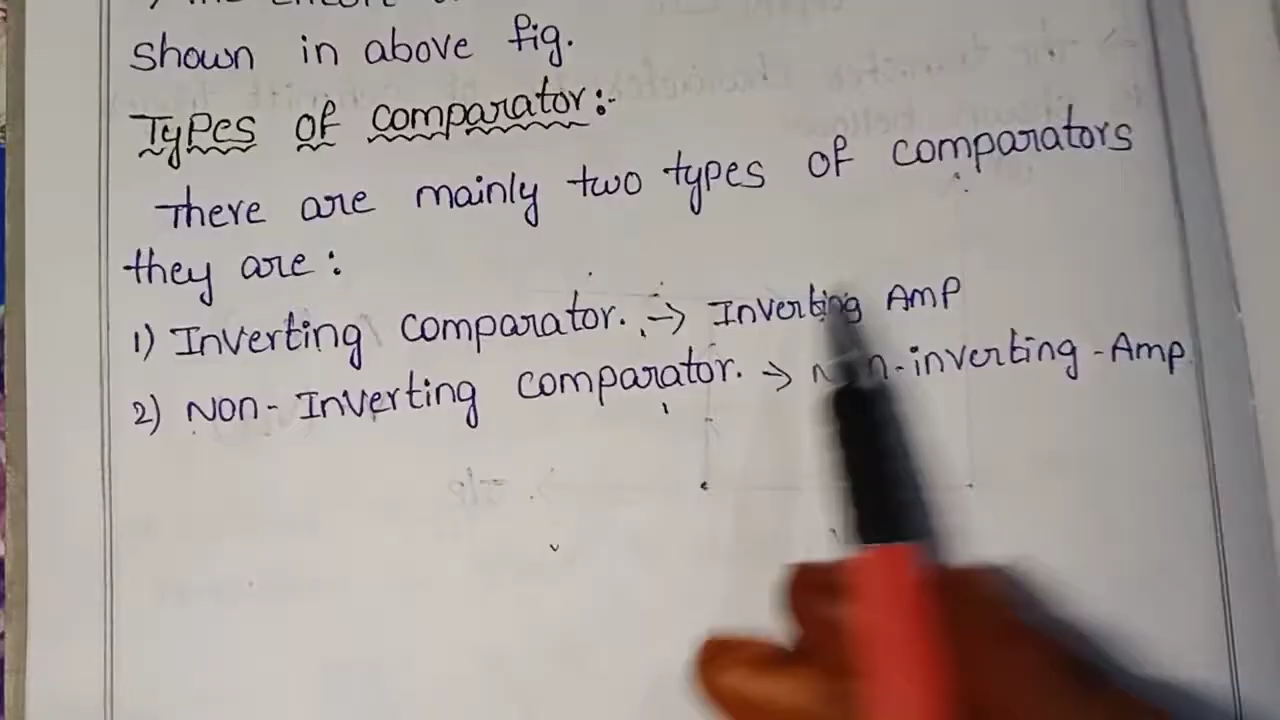 shown in above fig.
Types of comparator:-
There are mainly two types of comparators
they are:
1) Inverting comparator. → Inverting Amp
2) Non-Inverting comparator. → Non-inverting-Amp